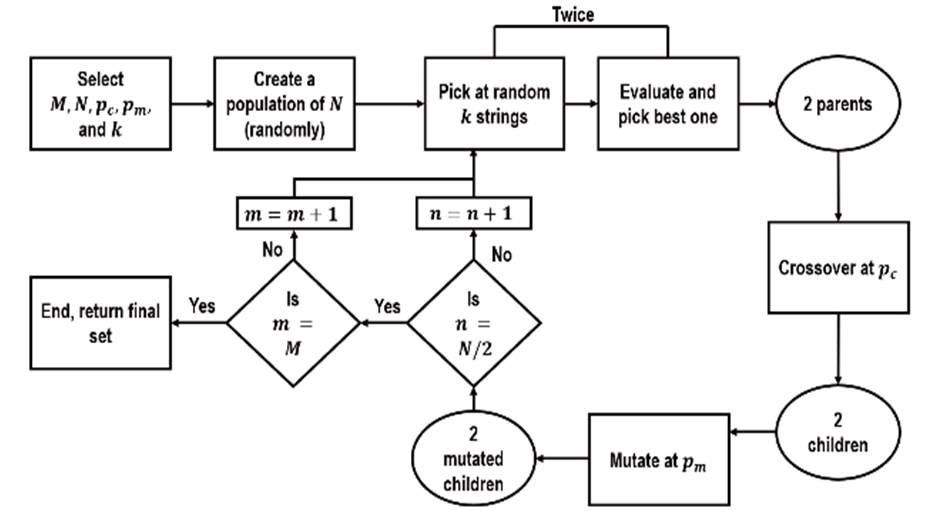 Twice
Select
M, N, p_c, p_m,
and k
Create a
population of N
(randomly)
Pick at random
k strings
Evaluate and
pick best one
2 parents
m = m + 1
n = n + 1
No
No
Crossover at p_c
End, return final
set
Yes
Is
m =
M
Yes
Is
n =
N/2
2
children
Mutate at p_m
2
mutated
children